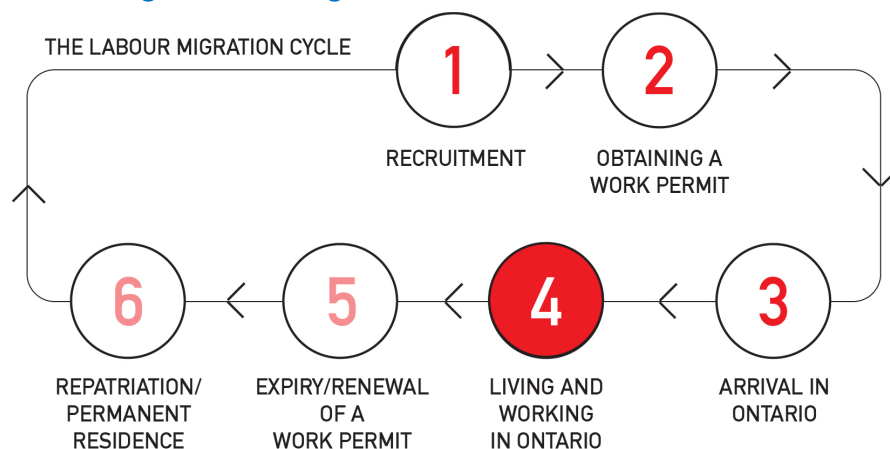 THE LABOUR MIGRATION CYCLE
1
2
RECRUITMENT
OBTAINING A
WORK PERMIT
6
5
4
3
REPATRIATION/
PERMANENT
RESIDENCE
EXPIRY/RENEWAL
OF A
WORK PERMIT
LIVING AND
WORKING
IN ONTARIO
ARRIVAL IN
ONTARIO